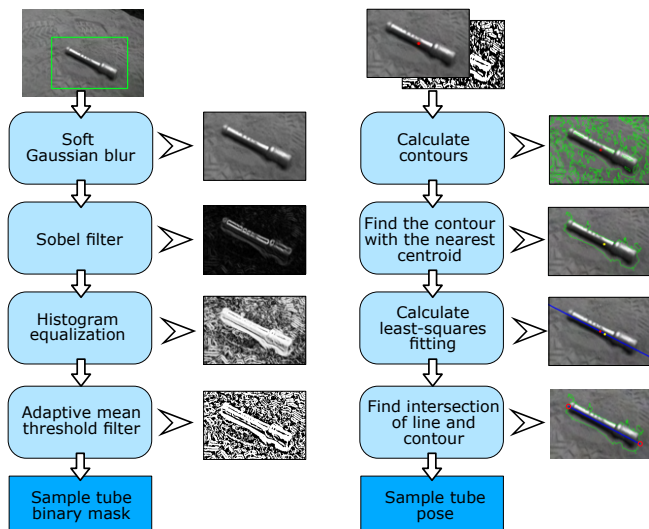 Soft
Gaussian blur
Sobel filter
Histogram
equalization
Adaptive mean
threshold filter
Sample tube
binary mask
Calculate
contours
Find the contour
with the nearest
centroid
Calculate
least-squares
fitting
Find intersection
of line and
contour
Sample tube
pose